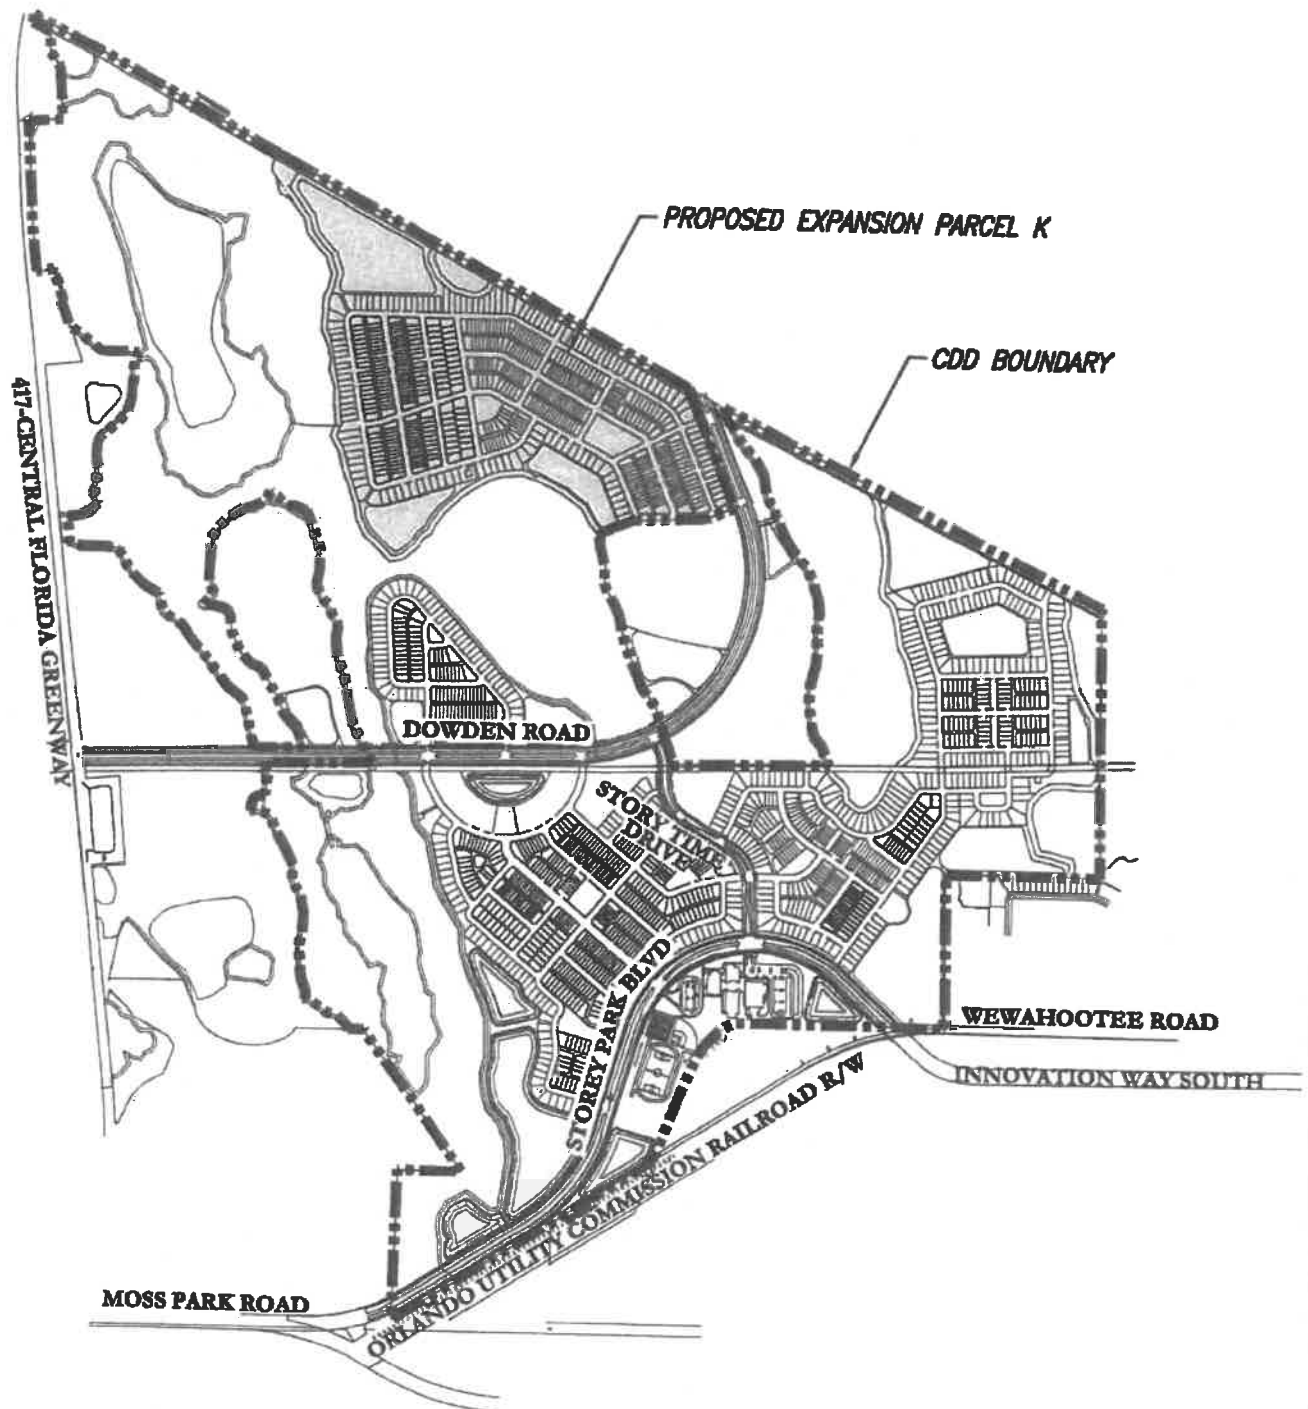 PROPOSED EXPANSION PARCEL K
CDD BOUNDARY
417-CENTRAL FLORIDA GREENWAY
DOWDEN ROAD
STORY TIME
DRIVE
STOREY PARK BLVD
WEWAHOOTEE ROAD
INNOVATION WAY SOUTH
ORLANDO UTILITY COMMISSION RAILROAD R/W
MOSS PARK ROAD